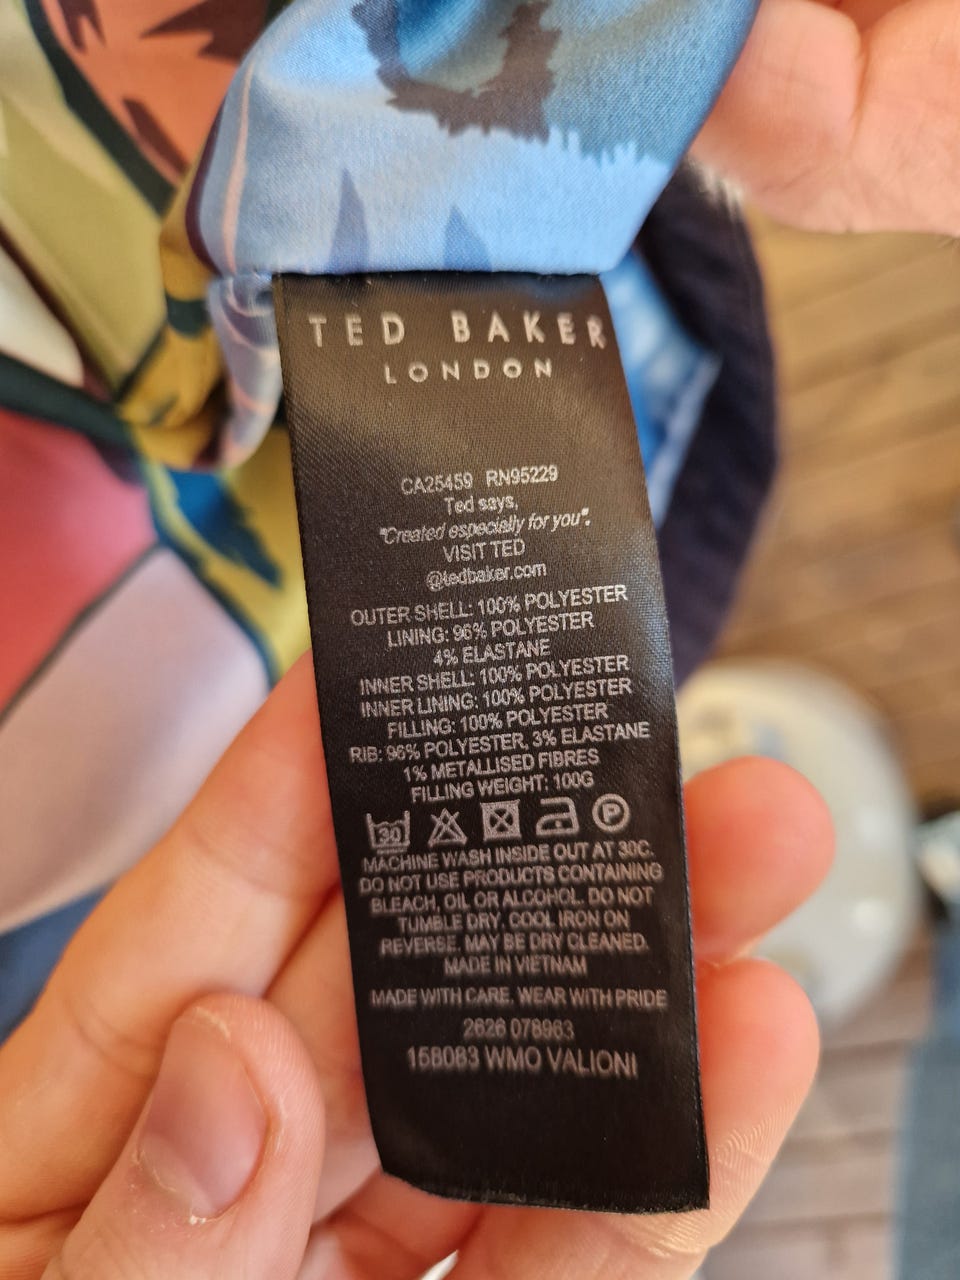 TED BAKER
LONDON
CA25459 RN95229
Ted says,
"Created especially for you".
VISIT TED
@tedbaker.com
OUTER SHELL: 100% POLYESTER
LINING: 96% POLYESTER
4% ELASTANE
INNER SHELL: 100% POLYESTER
INNER LINING: 100% POLYESTER
FILLING: 100% POLYESTER
RIB: 96% POLYESTER, 3% ELASTANE
1% METALLISED FIBRES
FILLING WEIGHT: 100G
30 P
MACHINE WASH INSIDE OUT AT 30C.
DO NOT USE PRODUCTS CONTAINING
BLEACH, OIL OR ALCOHOL. DO NOT
TUMBLE DRY. COOL IRON ON
REVERSE. MAY BE DRY CLEANED.
MADE IN VIETNAM
MADE WITH CARE. WEAR WITH PRIDE
2626 078963
158083 WMO VALIONI